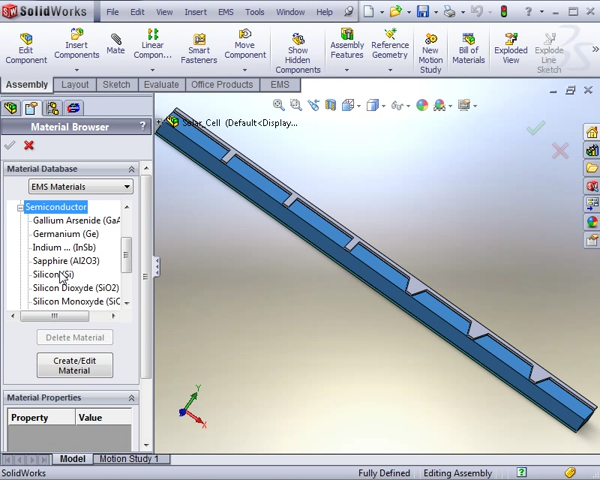 SolidWorks
File Edit View Insert Tools EMS Window Help
Edit Component
Insert Components
Mate
Linear Compon...
Smart Fasteners
Move Component
Show Hidden Components
Assembly Features
Reference Geometry
New Motion Study
Bill of Materials
Exploded View
Explode Line Sketch
Assembly Layout Sketch Evaluate Office Products EMS
Solar_Cell (Default<Display...
Material Browser ?
Material Database
EMS Materials
Semiconductor
Gallium Arsenide (GaA
Germanium (Ge)
Indium ... (InSb)
Sapphire (Al2O3)
Silicon (Si)
Silicon Dioxyde (SiO2)
Silicon Monoxyde (SiO
Delete Material
Create/Edit Material
Material Properties
Property Value
Y
X
Model Motion Study 1
SolidWorks Fully Defined Editing Assembly